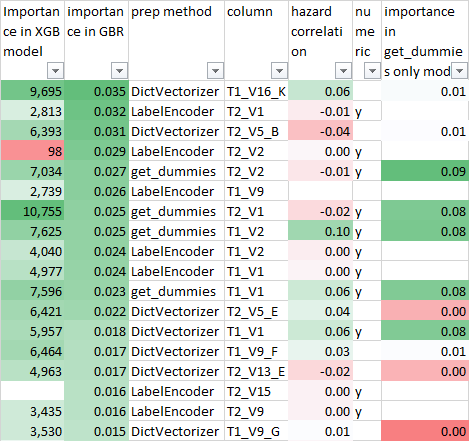 Importance in XGB model importance in GBR prep method column hazard correlation numeric importance in get_dummies only mod
9,695 0.035 DictVectorizer T1_V16_K 0.06 0.01
2,813 0.032 LabelEncoder T2_V1 -0.01 y
6,393 0.031 DictVectorizer T2_V5_B -0.04 0.01
98 0.029 LabelEncoder T2_V2 0.00 y
7,034 0.027 get_dummies T2_V2 -0.01 y 0.09
2,739 0.026 LabelEncoder T1_V9
10,755 0.025 get_dummies T2_V1 -0.02 y 0.08
7,625 0.025 get_dummies T1_V2 0.10 y 0.08
4,040 0.024 LabelEncoder T1_V2 0.00 y
4,977 0.024 LabelEncoder T1_V1 0.00 y
7,596 0.023 get_dummies T1_V1 0.06 y 0.08
6,421 0.022 DictVectorizer T2_V5_E 0.04 0.00
5,957 0.018 DictVectorizer T1_V1 0.06 y 0.08
6,464 0.017 DictVectorizer T1_V9_F 0.03 0.01
4,963 0.017 DictVectorizer T2_V13_E -0.02 0.00
0.016 LabelEncoder T2_V15 0.00 y
3,435 0.016 LabelEncoder T2_V9 0.00 y
3,530 0.015 DictVectorizer T1_V9_G 0.01 0.00